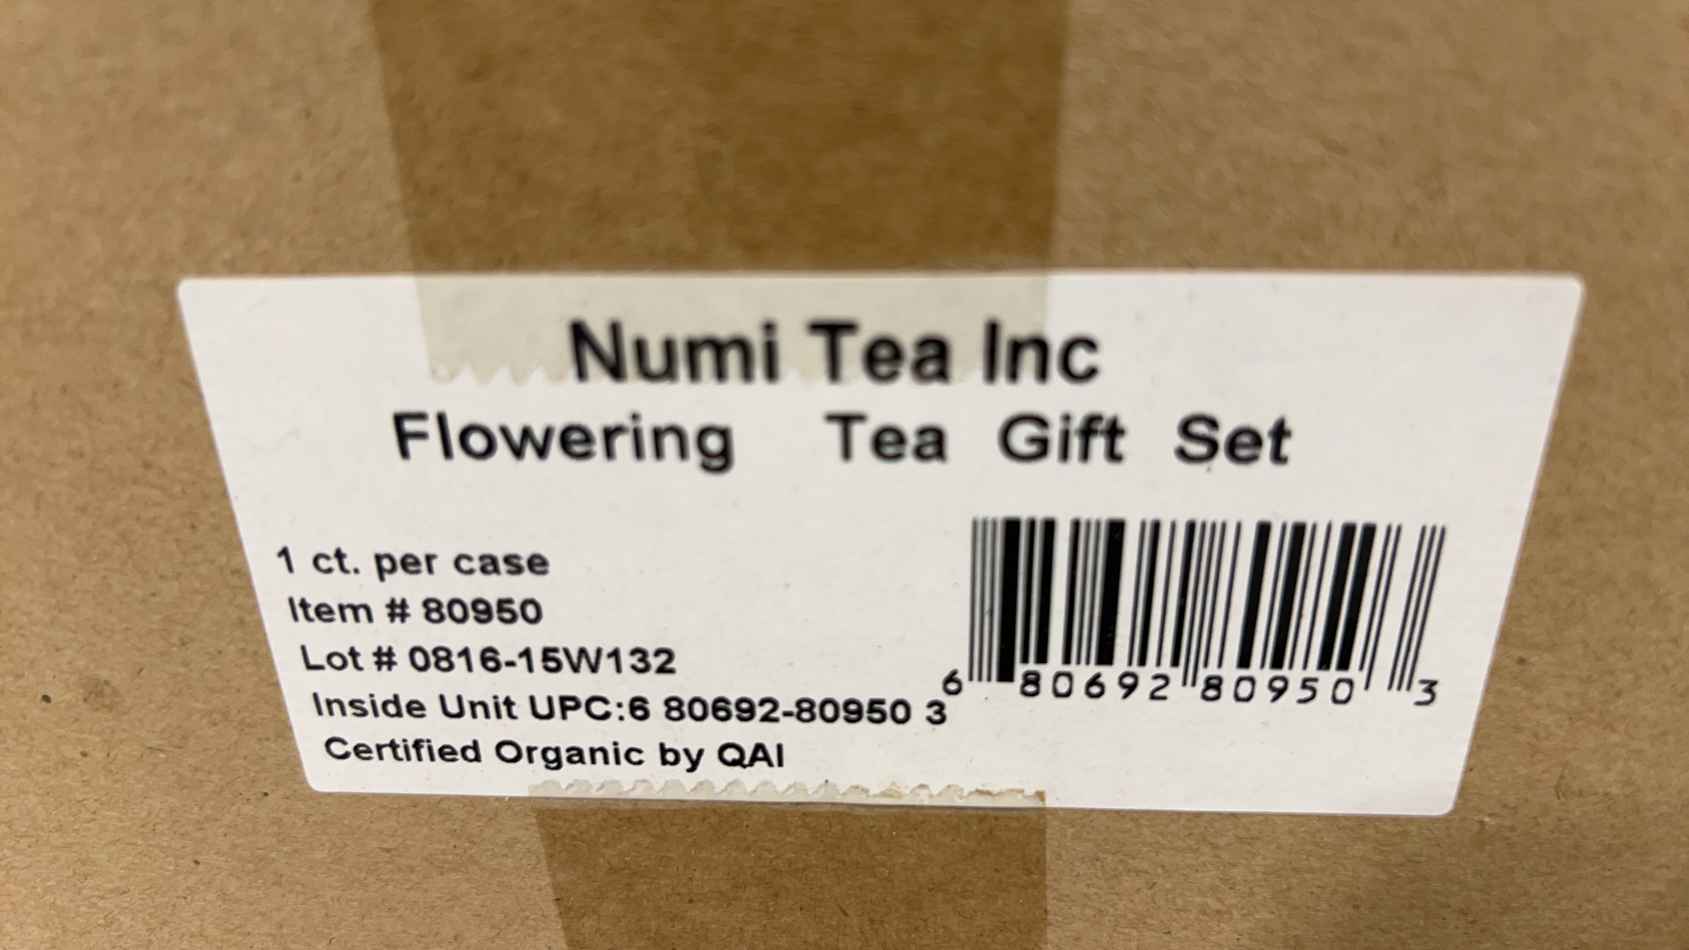 Numi Tea Inc
Flowering Tea Gift Set
1 ct. per case
Item # 80950
Lot # 0816-15W132
Inside Unit UPC:6 80692-80950 3
Certified Organic by QAI
6 80692 80950 3